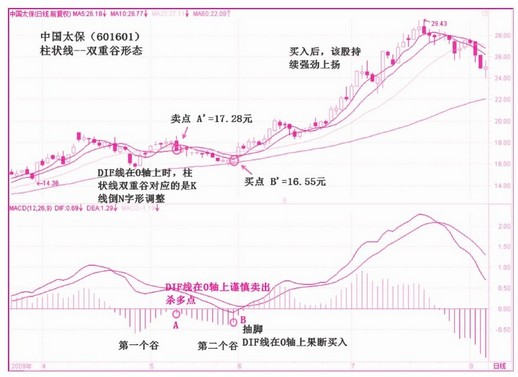 中国太保(日线.前复权) MA5:26.18↓ MA10:26.77↓ MA60:22.09↑
中国太保（601601）
柱状线--双重谷形态
29.43
28.00
26.00
24.00
22.00
20.00
18.00
16.00
14.00
买入后，该股持
续强劲上扬
卖点 A'=17.28元
买点 B'=16.55元
14.36
DIF线在0轴上时，柱
状线双重谷对应的是K
线倒N字形调整
MACD(12,26,9) DIF:0.69↓ DEA:1.29↓
2.00
1.50
1.00
0.50
0.00
DIF线在0轴上谨慎卖出
杀多点
A
B
抽脚
DIF线在0轴上果断买入
第一个谷
第二个谷
2009年
4
5
6
7
8
9
日线